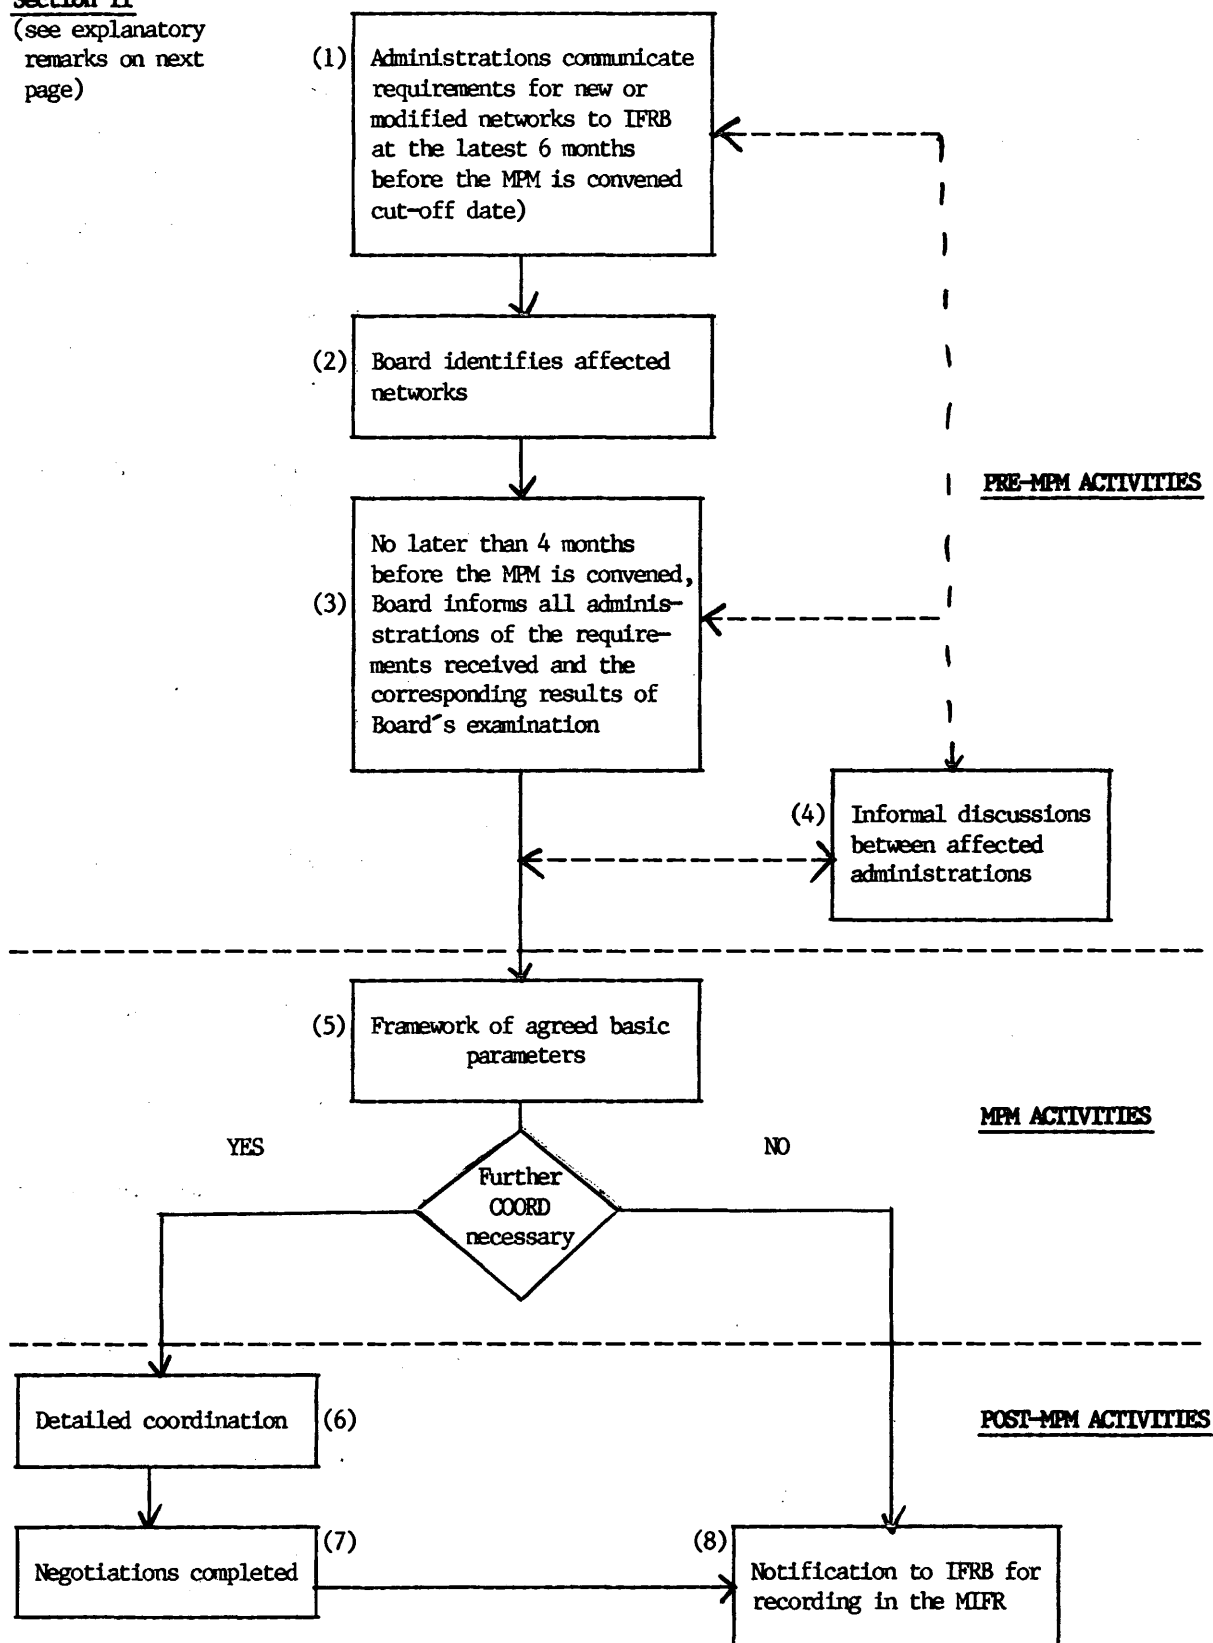 Section II
(see explanatory
remarks on next
page)
(1)
Administrations communicate
requirements for new or
modified networks to IFRB
at the latest 6 months
before the MPM is convened
cut-off date)
(2)
Board identifies affected
networks
PRE-MPM ACTIVITIES
(3)
No later than 4 months
before the MPM is convened,
Board informs all adminis-
strations of the require-
ments received and the
corresponding results of
Board's examination
(4)
Informal discussions
between affected
administrations
(5)
Framework of agreed basic
parameters
MPM ACTIVITIES
YES
NO
Further
COORD
necessary
Detailed coordination
(6)
POST-MPM ACTIVITIES
Negotiations completed
(7)
(8)
Notification to IFRB for
recording in the MIFR